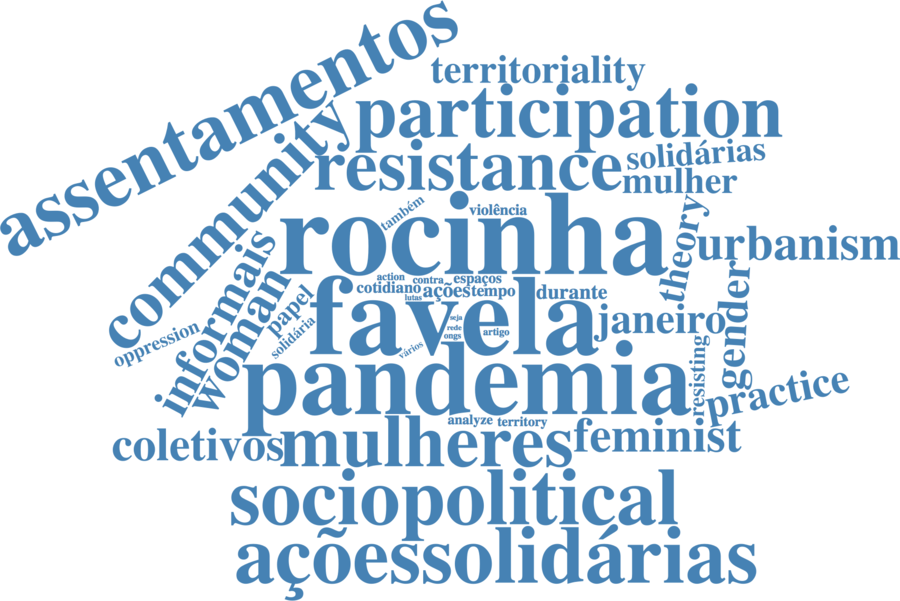 assentamentos
territoriality
participation
community
resistance
solidárias
mulher
também
violência
rocinha
theory
urbanism
informais
woman
action
contra
espaços
cotidiano
lutas
ações
tempo
durante
papel
solidária
oppression
favela
seja
rede
ongs
artigo
vários
janeiro
gender
resisting
pandemia
practice
analyze
territory
coletivos
mulheres
feminist
sociopolitical
açõessolidárias